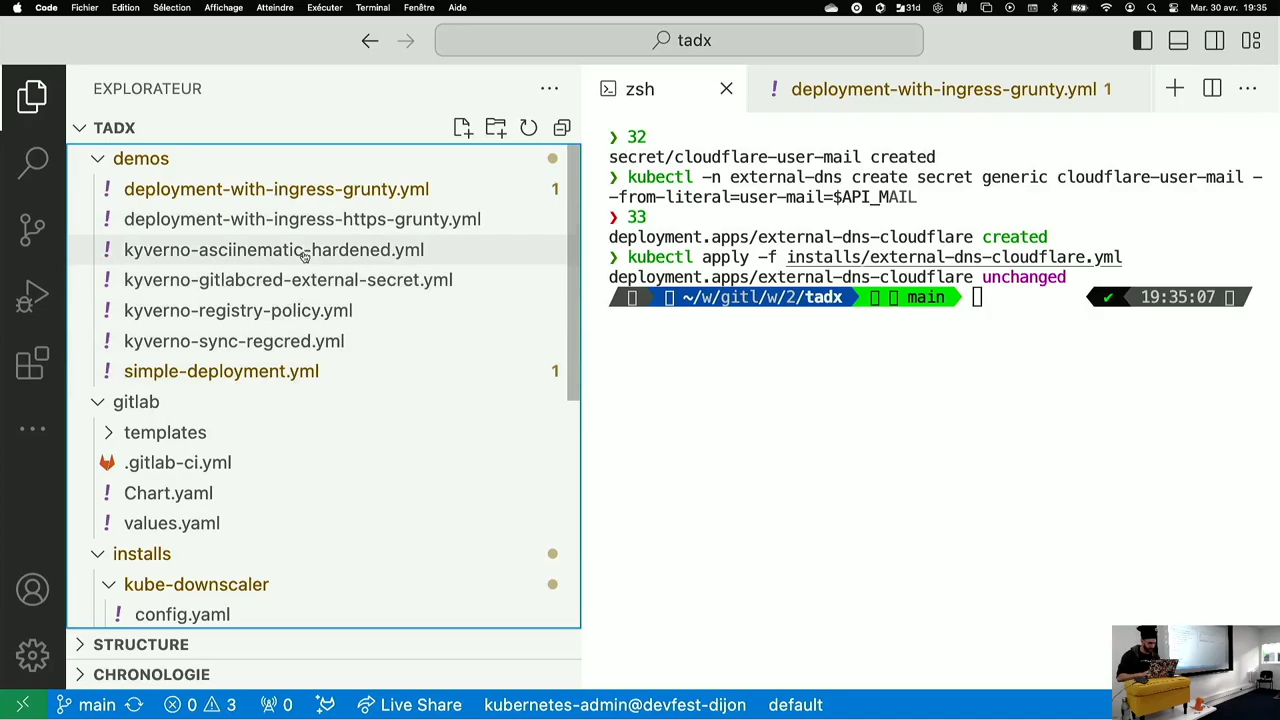 Code Fichier Édition Sélection Affichage Atteindre Exécuter Terminal Fenêtre Aide 31d Mar. 30 avr. 19:35
tadx
EXPLORATEUR
zsh
deployment-with-ingress-grunty.yml 1
TADX
demos
deployment-with-ingress-grunty.yml 1
deployment-with-ingress-https-grunty.yml
kyverno-asciinematic-hardened.yml
kyverno-gitlabcred-external-secret.yml
kyverno-registry-policy.yml
kyverno-sync-regcred.yml
simple-deployment.yml 1
gitlab
templates
.gitlab-ci.yml
Chart.yaml
values.yaml
installs
kube-downscaler
config.yaml
STRUCTURE
CHRONOLOGIE
❯ 32
secret/cloudflare-user-mail created
❯ kubectl -n external-dns create secret generic cloudflare-user-mail -
-from-literal=user-mail=$API_MAIL
❯ 33
deployment.apps/external-dns-cloudflare created
❯ kubectl apply -f installs/external-dns-cloudflare.yml
deployment.apps/external-dns-cloudflare unchanged
~/w/gitl/w/2/tadx main ✔ 19:35:07
main 0 3 0 Live Share kubernetes-admin@devfest-dijon default